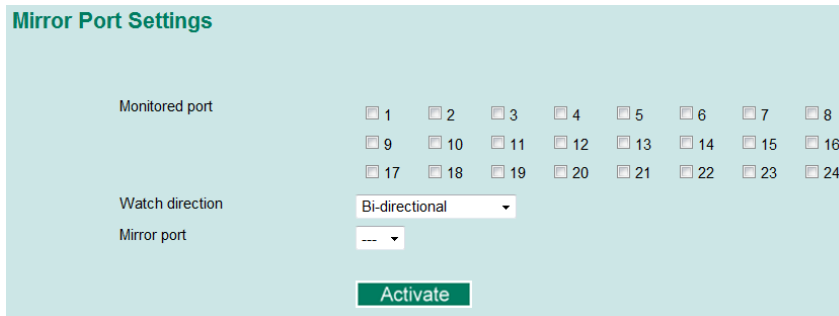 Mirror Port Settings
Monitored port
1 2 3 4 5 6 7 8
9 10 11 12 13 14 15 16
17 18 19 20 21 22 23 24
Watch direction Bi-directional
Mirror port ---
Activate